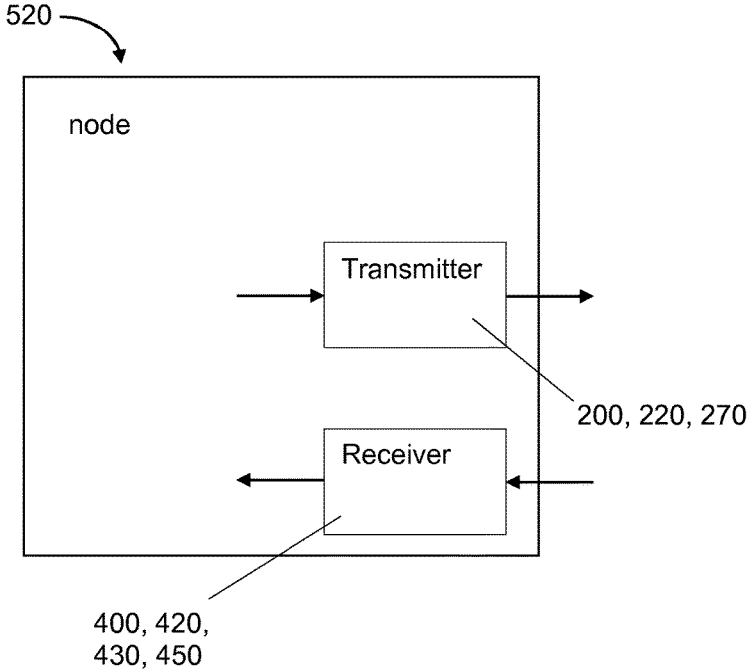 520
node
Transmitter
200, 220, 270
Receiver
400, 420,
430, 450